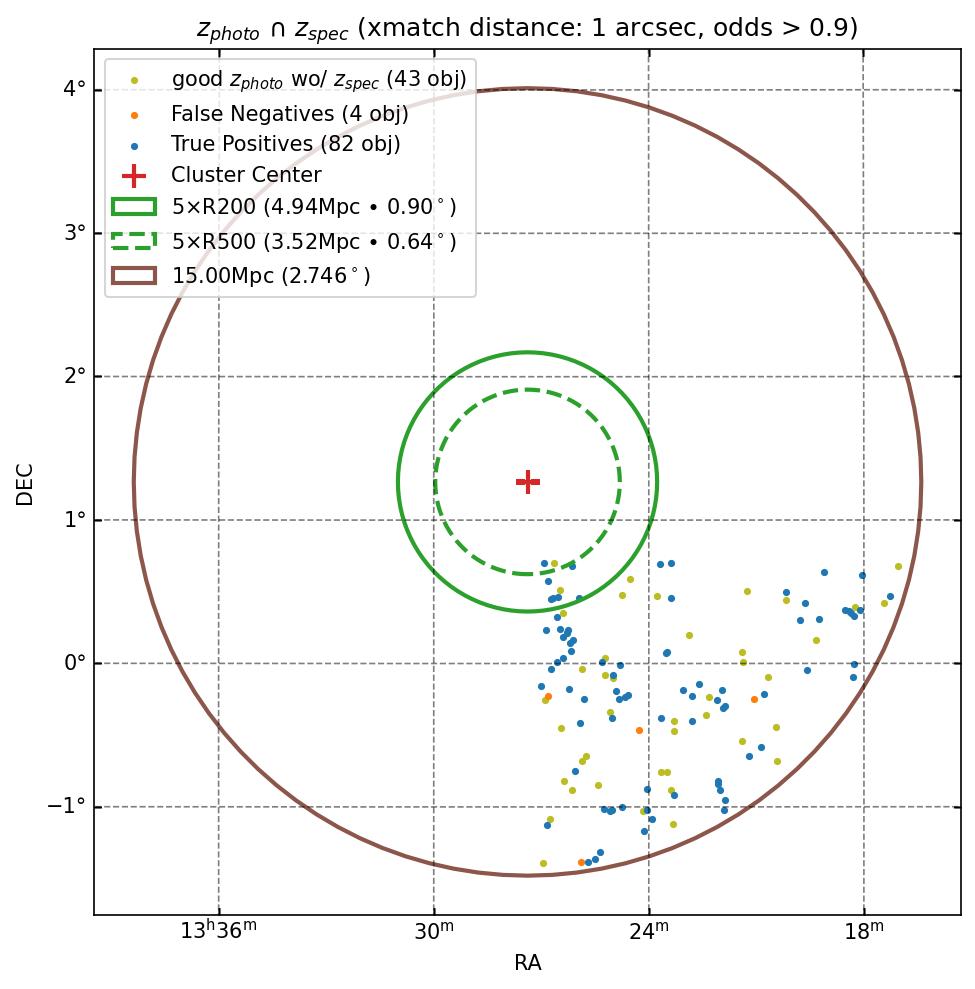 z_photo ∩ z_spec (xmatch distance: 1 arcsec, odds > 0.9)
good z_photo wo/ z_spec (43 obj)
False Negatives (4 obj)
True Positives (82 obj)
Cluster Center
5×R200 (4.94Mpc • 0.90°)
5×R500 (3.52Mpc • 0.64°)
15.00Mpc (2.746°)
4°
3°
2°
1°
0°
−1°
DEC
13ʰ36ᵐ
30ᵐ
24ᵐ
18ᵐ
RA